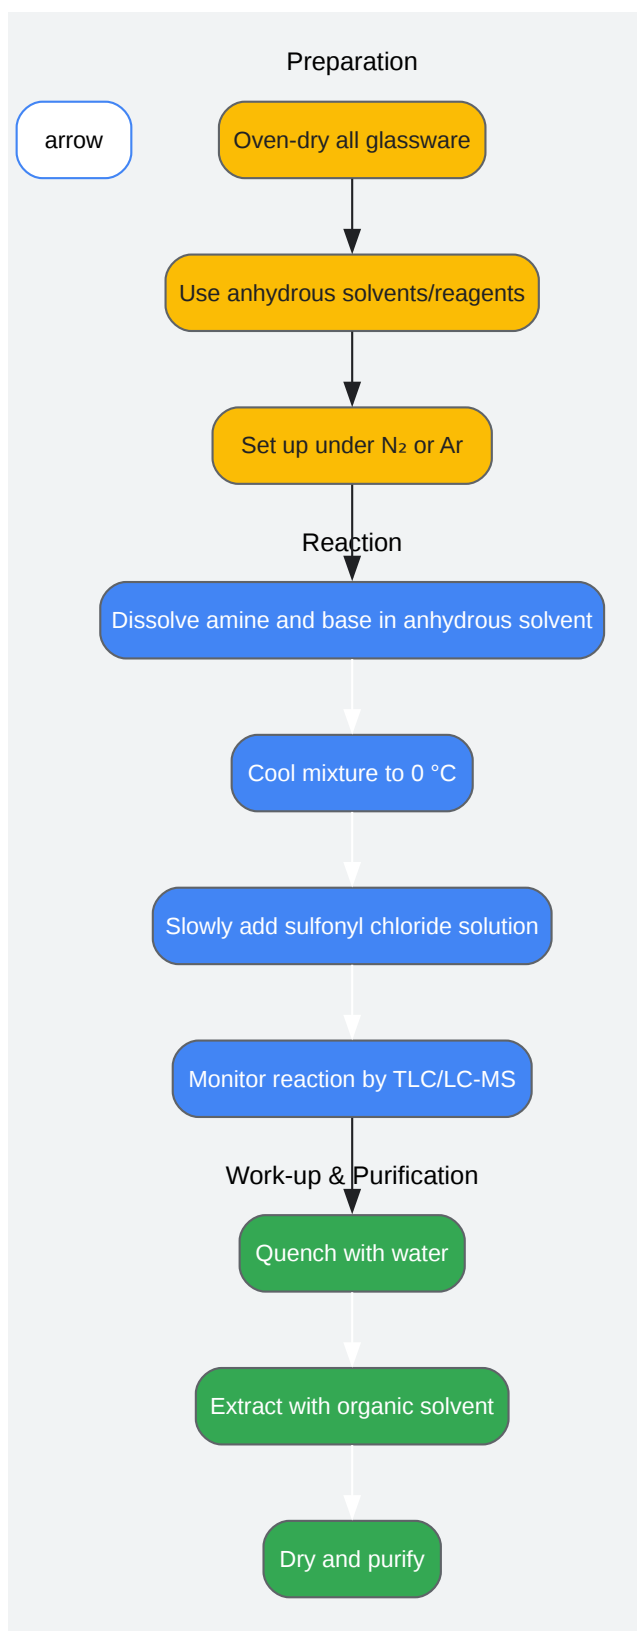 Preparation
arrow
Oven-dry all glassware
Use anhydrous solvents/reagents
Set up under N₂ or Ar
Reaction
Dissolve amine and base in anhydrous solvent
Cool mixture to 0 °C
Slowly add sulfonyl chloride solution
Monitor reaction by TLC/LC-MS
Work-up & Purification
Quench with water
Extract with organic solvent
Dry and purify